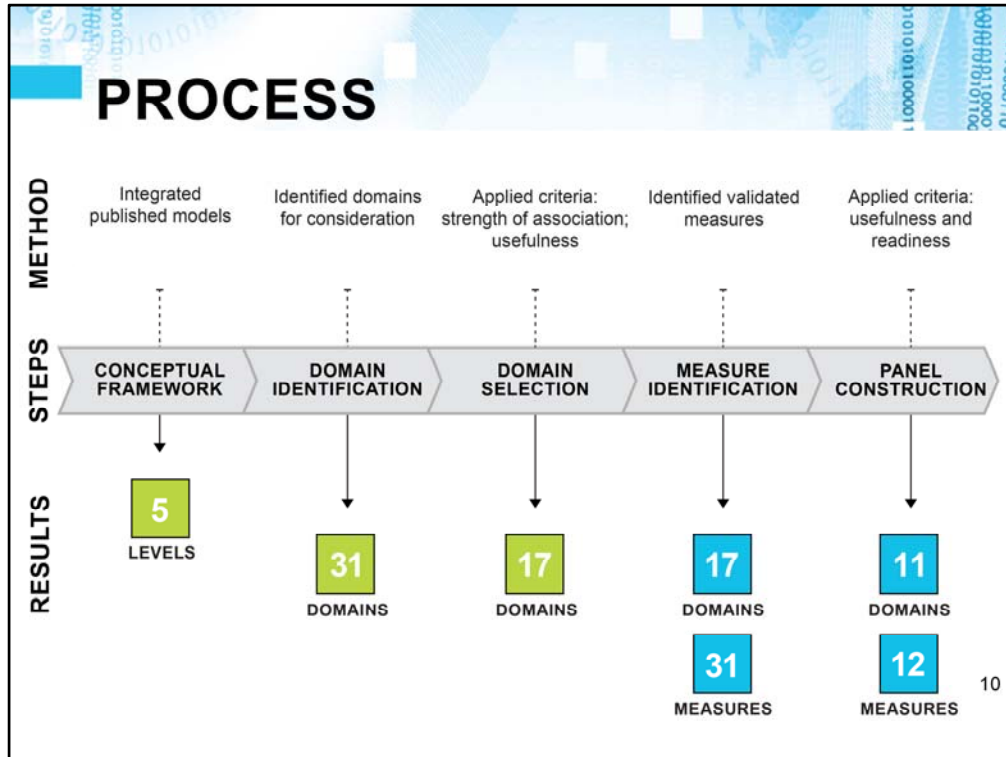 PROCESS
METHOD
Integrated
published models
Identified domains
for consideration
Applied criteria:
strength of association;
usefulness
Identified validated
measures
Applied criteria:
usefulness and
readiness
STEPS
CONCEPTUAL
FRAMEWORK
DOMAIN
IDENTIFICATION
DOMAIN
SELECTION
MEASURE
IDENTIFICATION
PANEL
CONSTRUCTION
RESULTS
5
LEVELS
31
DOMAINS
17
DOMAINS
17
DOMAINS
31
MEASURES
11
DOMAINS
12
MEASURES
10